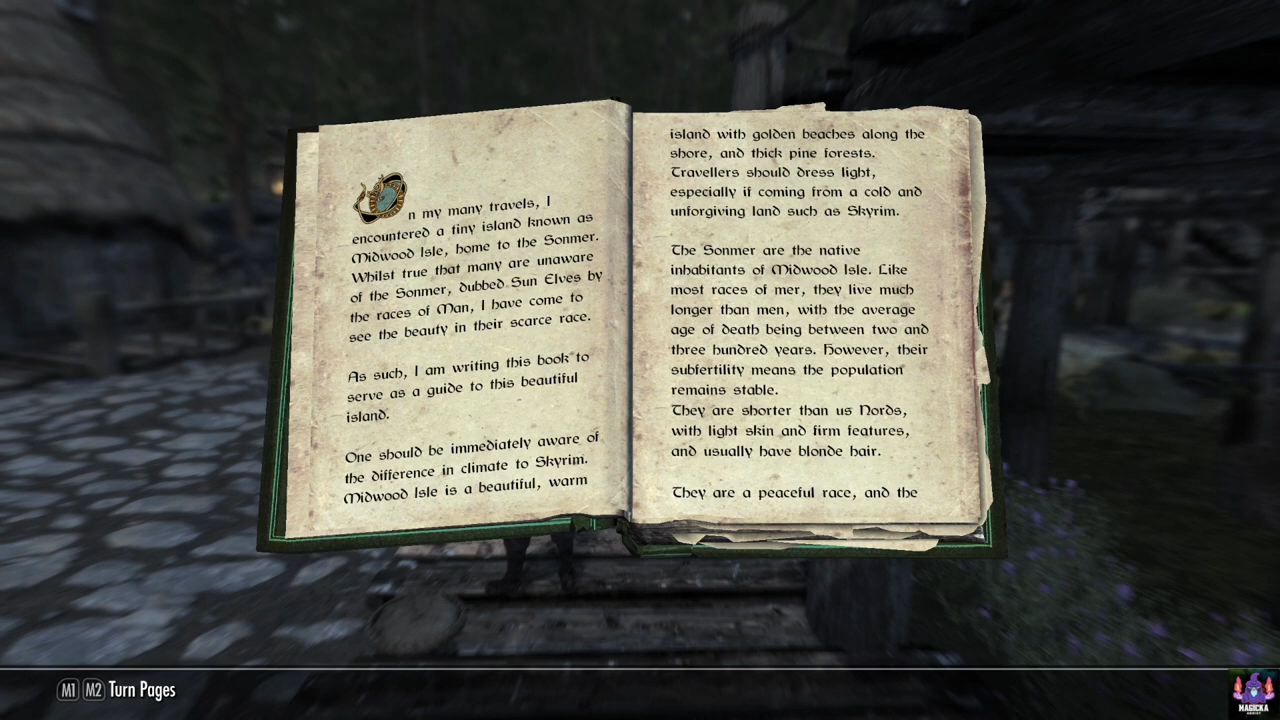 On my many travels, I
encountered a tiny island known as
Midwood Isle, home to the Sonmer.
Whilst true that many are unaware
of the Sonmer, dubbed Sun Elves by
the races of Man, I have come to
see the beauty in their scarce race.
As such, I am writing this book to
serve as a guide to this beautiful
island.
One should be immediately aware of
the difference in climate to Skyrim.
Midwood Isle is a beautiful, warm
island with golden beaches along the
shore, and thick pine forests.
Travellers should dress light,
especially if coming from a cold and
unforgiving land such as Skyrim.
The Sonmer are the native
inhabitants of Midwood Isle. Like
most races of mer, they live much
longer than men, with the average
age of death being between two and
three hundred years. However, their
subfertility means the population
remains stable.
They are shorter than us Nords,
with light skin and firm features,
and usually have blonde hair.
They are a peaceful race, and the
M1 M2 Turn Pages
MAGICKA